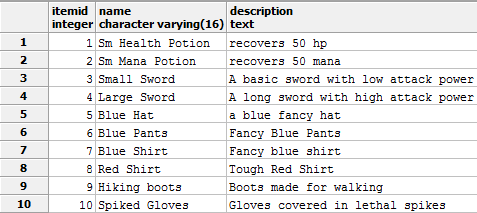 itemid name description
integer character varying(16) text
1 1 Sm Health Potion recovers 50 hp
2 2 Sm Mana Potion recovers 50 mana
3 3 Small Sword A basic sword with low attack power
4 4 Large Sword A long sword with high attack power
5 5 Blue Hat a blue fancy hat
6 6 Blue Pants Fancy Blue Pants
7 7 Blue Shirt Fancy blue shirt
8 8 Red Shirt Tough Red Shirt
9 9 Hiking boots Boots made for walking
10 10 Spiked Gloves Gloves covered in lethal spikes